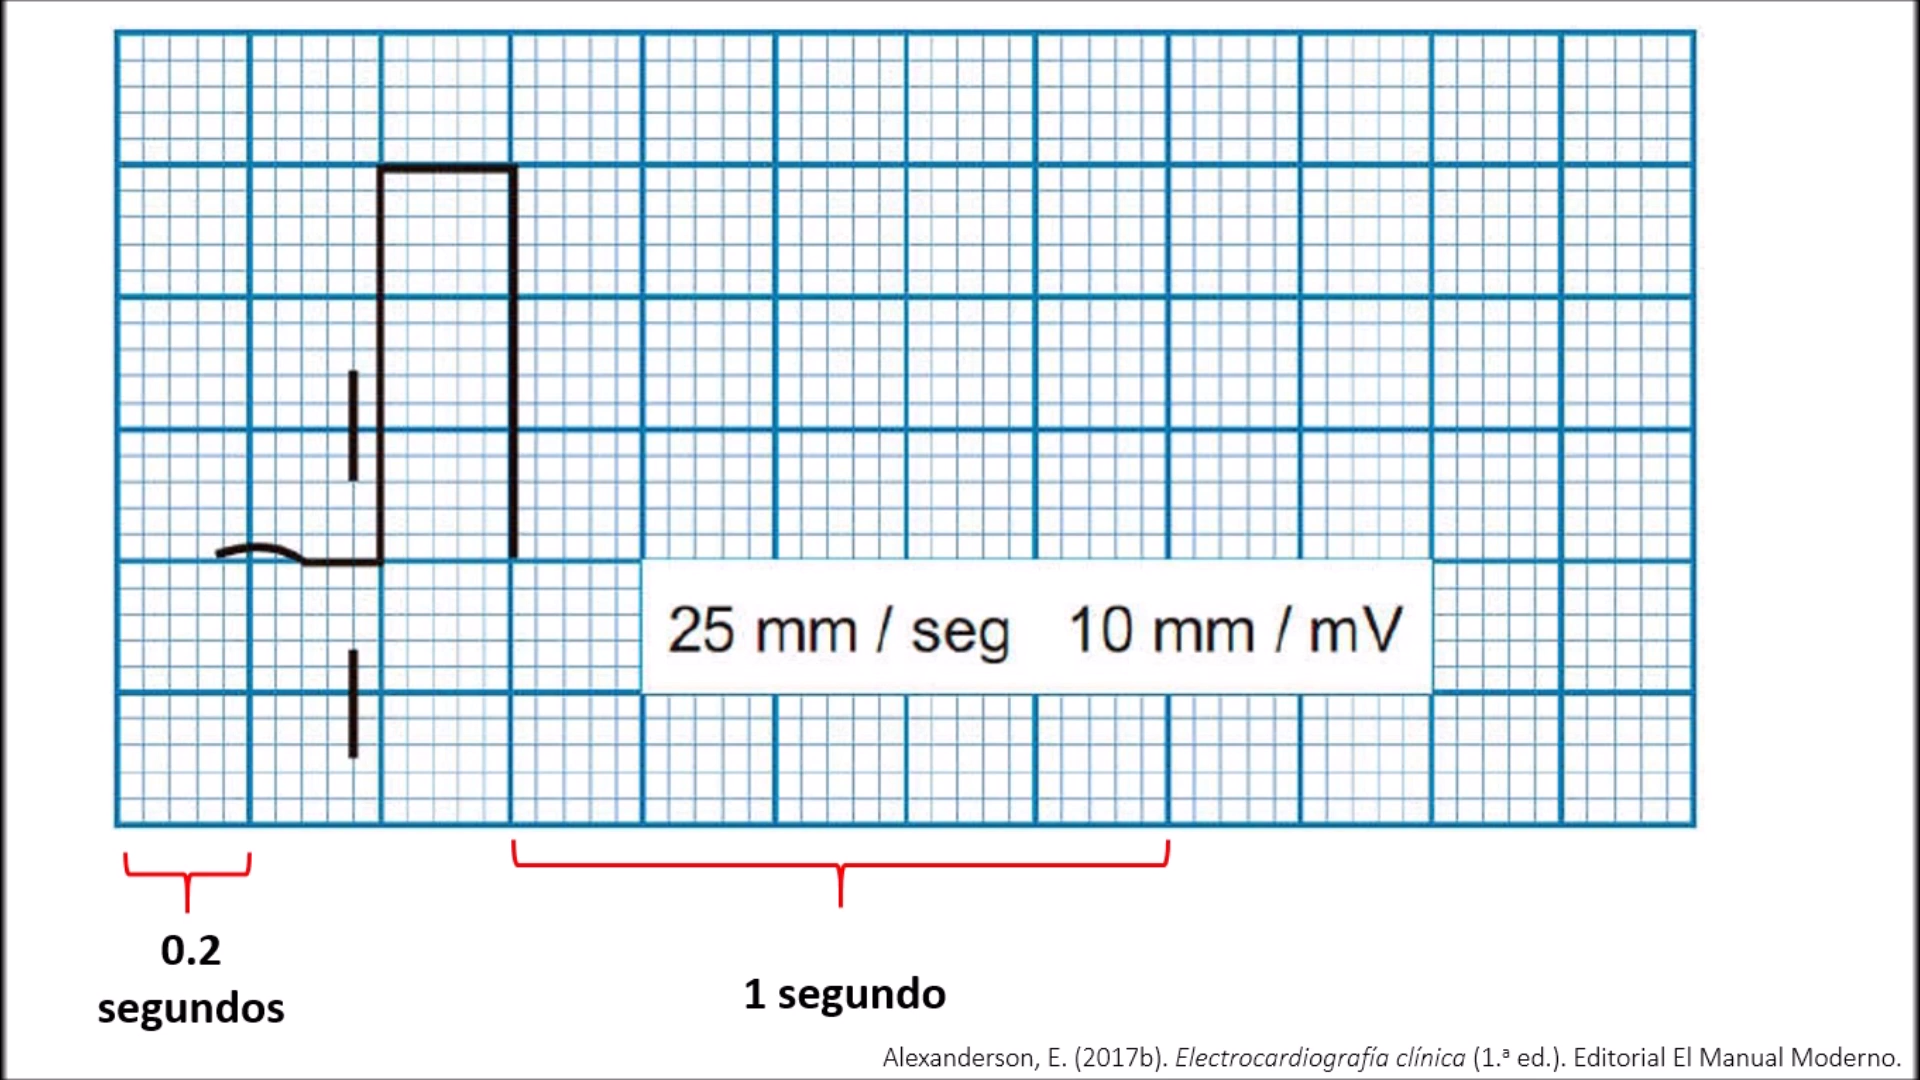 25 mm / seg 10 mm / mV
0.2
segundos
1 segundo
Alexanderson, E. (2017b). Electrocardiografía clínica (1.ª ed.). Editorial El Manual Moderno.